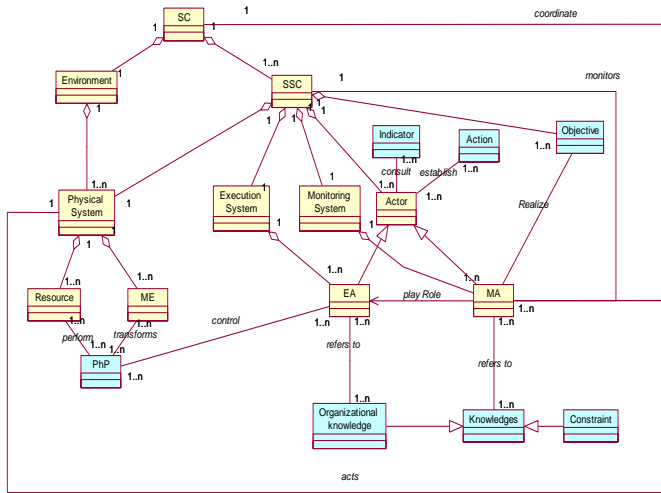 SC
1
1
1
coordinate
1
1..n
Environment
1
SSC
1
monitors
1
1
1
1
1
Indicator
1..n
Action
1..n
Objective
1..n
consult
establish
1..n
Physical
System
1
1
1
1..n
1
Execution
System
1
1
Monitoring
System
1
1
1..n
Actor
1..n
Realize
1
1..n
1..n
1..n
1..n
Resource
ME
EA
play Role
MA
1..n
1..n
1..n
1..n
perform
transforms
control
1..n
1..n
PhP
1..n
refers to
refers to
1..n
1..n
Organizational
knowledge
Knowledges
Constraint
acts